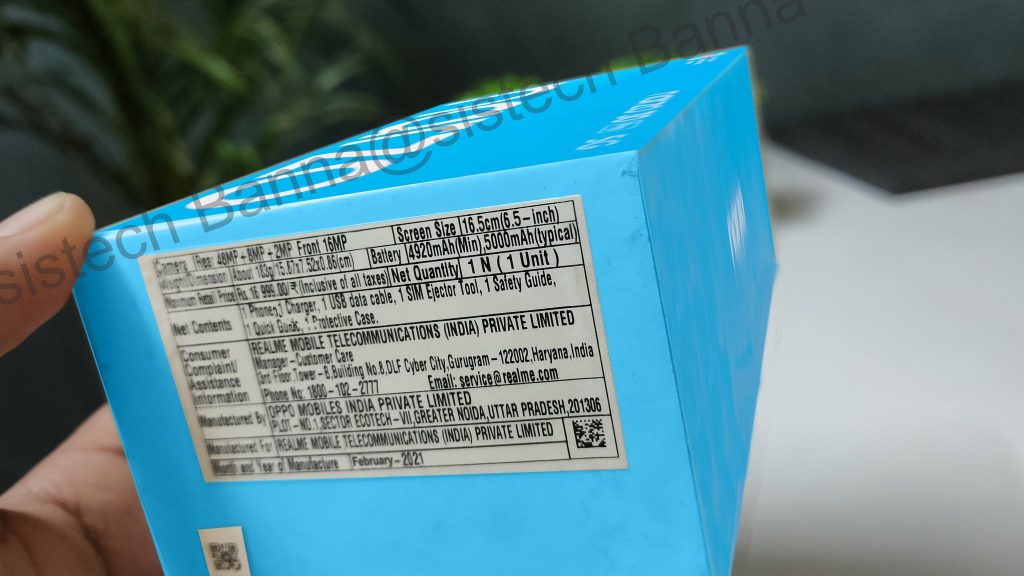 sistech Banna@sistech Banna
Camera Rear 48MP+8MP+2MP Front 16MP Screen Size 16.5cm(6.5-inch)
Weight/Dimension About 183g/15.87x7.52x0.86(cm) Battery 4920mAh(Min),5000mAh(typical)
Maximum Retail Price Rs. 16,999.00/- (Inclusive of all taxes) Net Quantity 1 N ( 1 Unit )
Net Contents 1 Phone, 1 Charger, 1 USB data cable, 1 SIM Ejector Tool, 1 Safety Guide,
1 Quick Guide, 1 Protective Case.
Consumer Complaint/ Assistance Information
REALME MOBILE TELECOMMUNICATIONS (INDIA) PRIVATE LIMITED
Manager-Customer Care
Floor, Tower-B, Building No.8,DLF Cyber City,Gurugram-122002,Haryana,India
Phone No: 1800-102-2777 Email: service@realme.com
Manufactured By OPPO MOBILES INDIA PRIVATE LIMITED
PLOT-NO 1,SECTOR ECOTECH-VII,GREATER NOIDA,UTTAR PRADESH,201306
Manufactured For REALME MOBILE TELECOMMUNICATIONS (INDIA) PRIVATE LIMITED
Month and Year of Manufacture February-2021